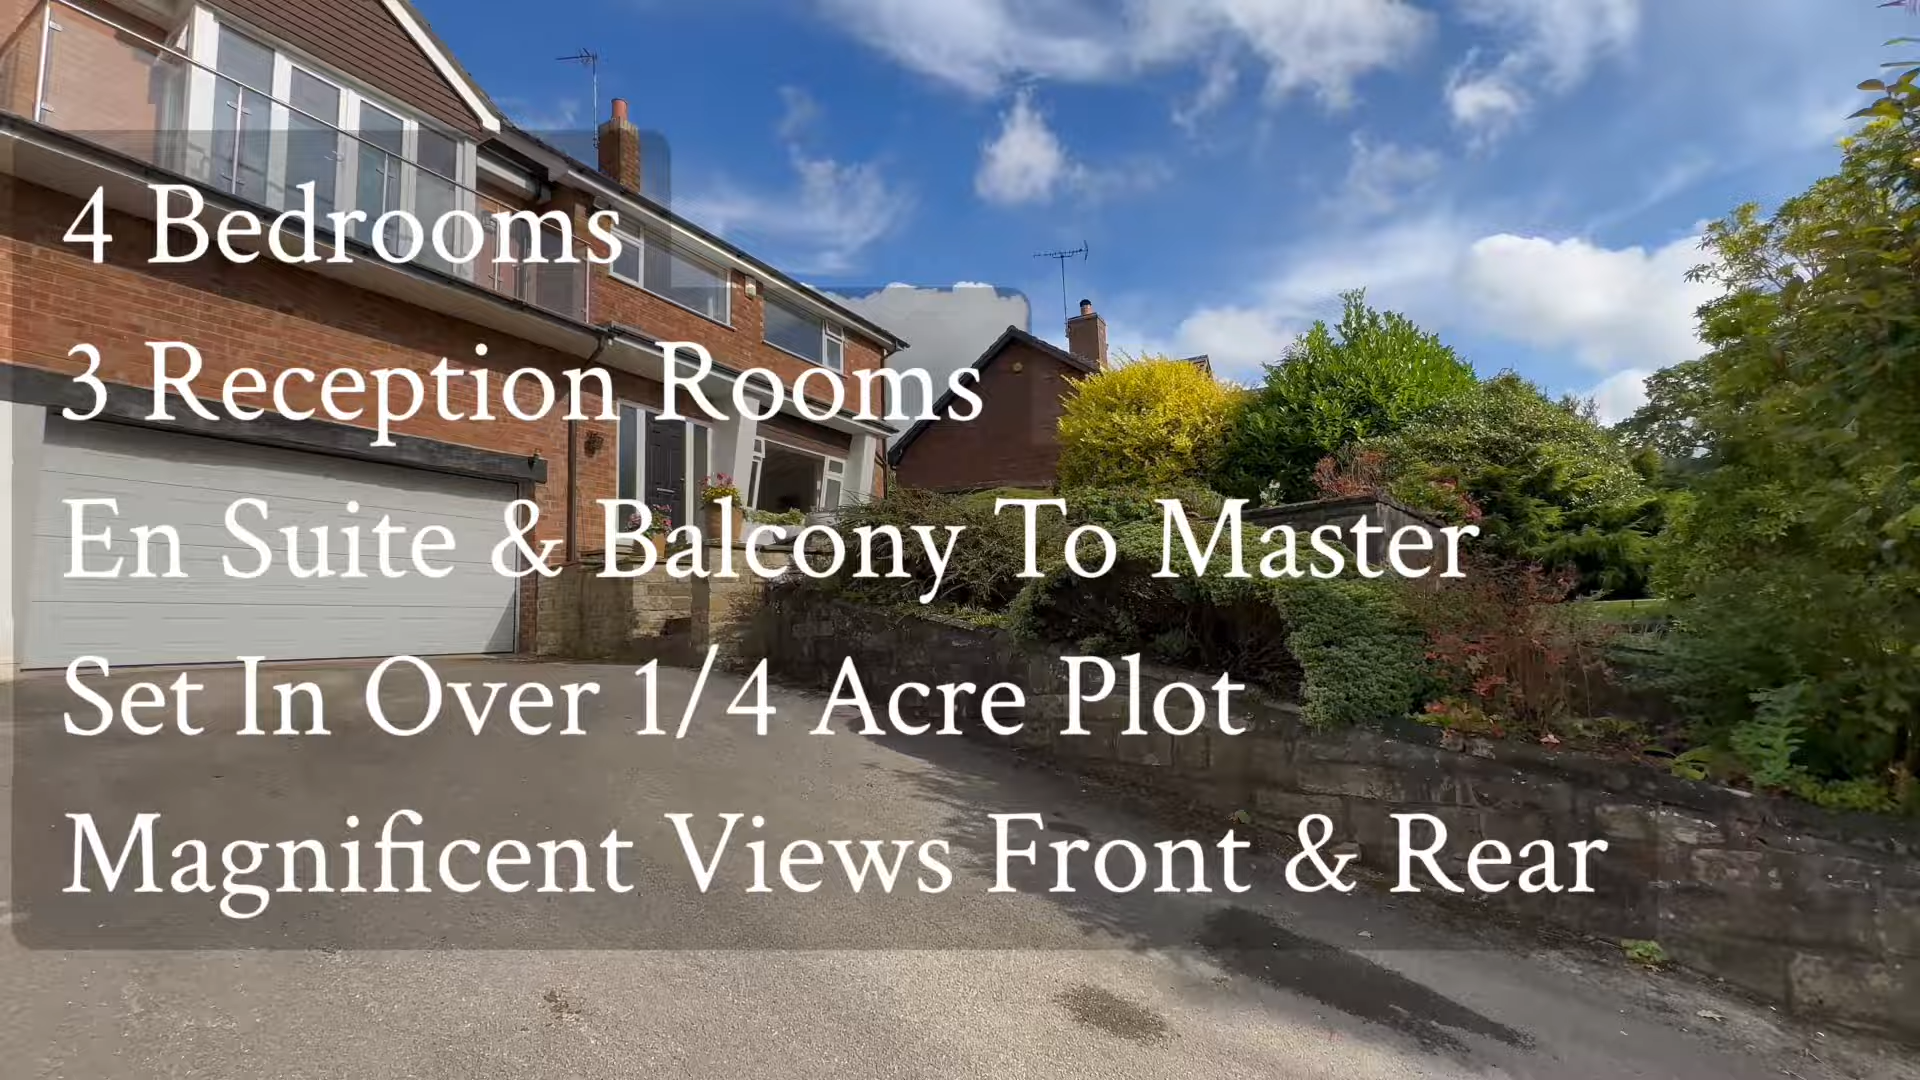 4 Bedrooms
3 Reception Rooms
En Suite & Balcony To Master
Set In Over 1/4 Acre Plot
Magnificent Views Front & Rear